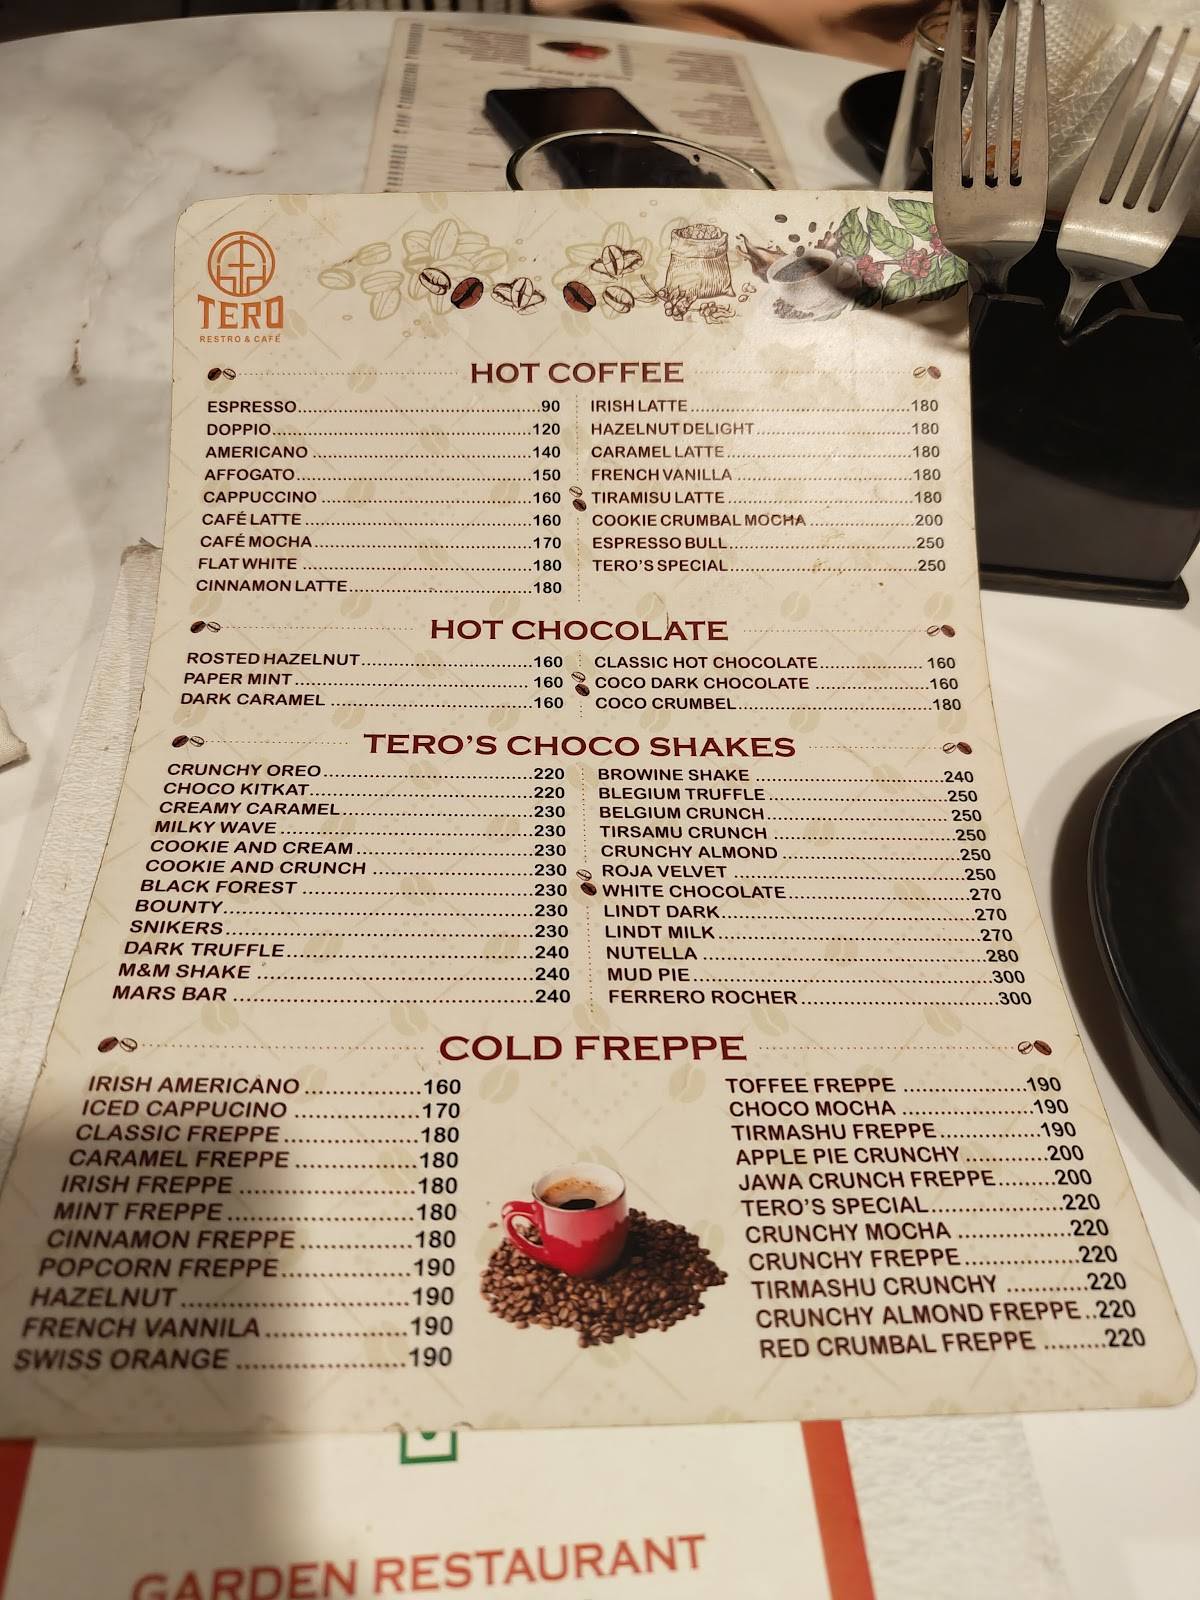 TERO
RESTRO & CAFÉ
HOT COFFEE
ESPRESSO 90
DOPPIO 120
AMERICANO 140
AFFOGATO 150
CAPPUCCINO 160
CAFÉ LATTE 160
CAFÉ MOCHA 170
FLAT WHITE 180
CINNAMON LATTE 180
IRISH LATTE 180
HAZELNUT DELIGHT 180
CARAMEL LATTE 180
FRENCH VANILLA 180
TIRAMISU LATTE 180
COOKIE CRUMBAL MOCHA 200
ESPRESSO BULL 250
TERO'S SPECIAL 250
HOT CHOCOLATE
ROSTED HAZELNUT 160
PAPER MINT 160
DARK CARAMEL 160
CLASSIC HOT CHOCOLATE 160
COCO DARK CHOCOLATE 160
COCO CRUMBEL 180
TERO'S CHOCO SHAKES
CRUNCHY OREO 220
CHOCO KITKAT 220
CREAMY CARAMEL 230
MILKY WAVE 230
COOKIE AND CREAM 230
COOKIE AND CRUNCH 230
BLACK FOREST 230
BOUNTY 230
SNIKERS 230
DARK TRUFFLE 240
M&M SHAKE 240
MARS BAR 240
BROWINE SHAKE 240
BLEGIUM TRUFFLE 250
BELGIUM CRUNCH 250
TIRSAMU CRUNCH 250
CRUNCHY ALMOND 250
ROJA VELVET 250
WHITE CHOCOLATE 270
LINDT DARK 270
LINDT MILK 270
NUTELLA 280
MUD PIE 300
FERRERO ROCHER 300
COLD FREPPE
IRISH AMERICANO 160
ICED CAPPUCINO 170
CLASSIC FREPPE 180
CARAMEL FREPPE 180
IRISH FREPPE 180
MINT FREPPE 180
CINNAMON FREPPE 180
POPCORN FREPPE 190
HAZELNUT 190
FRENCH VANNILA 190
SWISS ORANGE 190
TOFFEE FREPPE 190
CHOCO MOCHA 190
TIRMASHU FREPPE 190
APPLE PIE CRUNCHY 200
JAWA CRUNCH FREPPE 200
TERO'S SPECIAL 220
CRUNCHY MOCHA 220
CRUNCHY FREPPE 220
TIRMASHU CRUNCHY 220
CRUNCHY ALMOND FREPPE 220
RED CRUMBAL FREPPE 220
GARDEN RESTAURANT